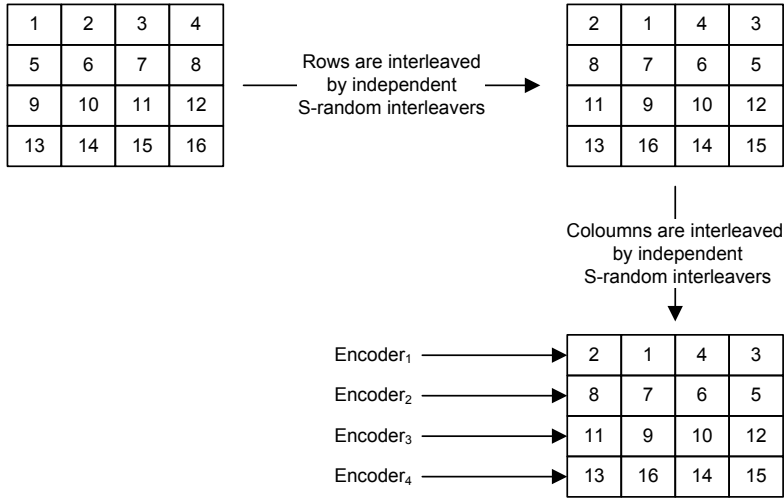 1 2 3 4
5 6 7 8
9 10 11 12
13 14 15 16
Rows are interleaved
by independent
S-random interleavers
2 1 4 3
8 7 6 5
11 9 10 12
13 16 14 15
Coloumns are interleaved
by independent
S-random interleavers
Encoder₁ 2 1 4 3
Encoder₂ 8 7 6 5
Encoder₃ 11 9 10 12
Encoder₄ 13 16 14 15